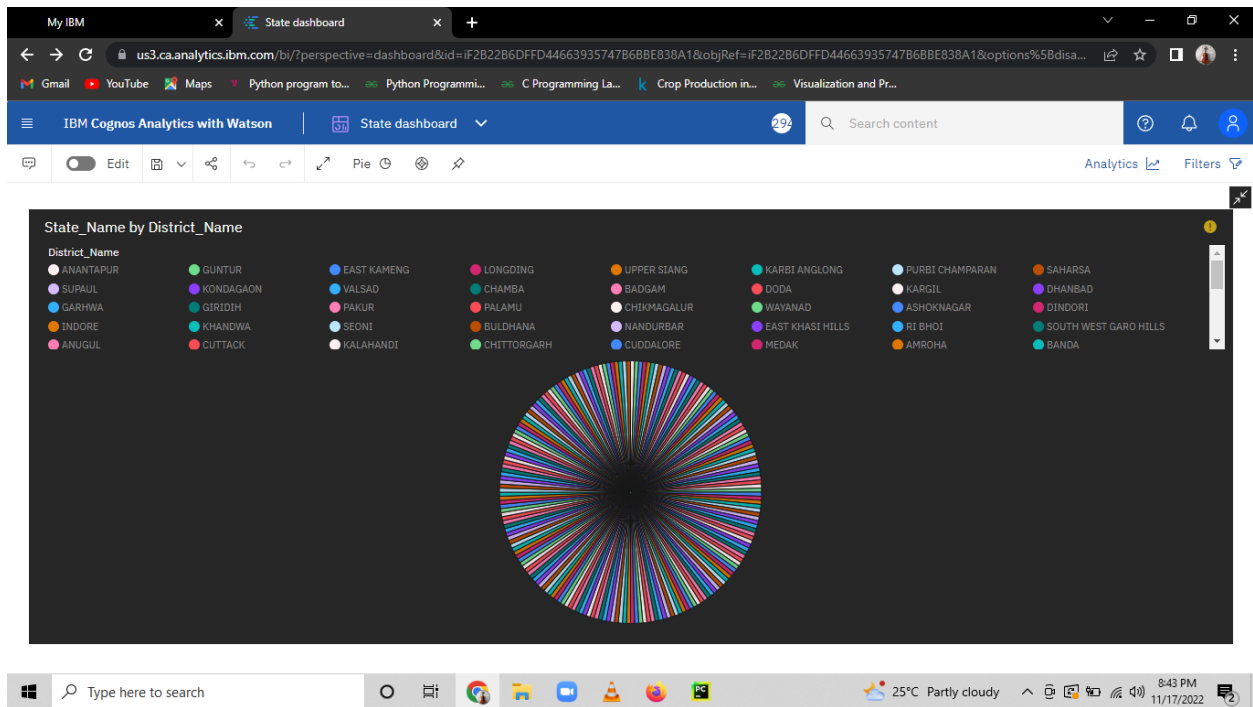 My IBM State dashboard
us3.ca.analytics.ibm.com/bi/?perspective=dashboard&id=iF2B22B6DFFD44663935747B6BBE838A1&objRef=iF2B22B6DFFD44663935747B6BBE838A1&options%5Bdisa...
Gmail YouTube Maps Python program to... Python Programmi... C Programming La... Crop Production in... Visualization and Pr...
IBM Cognos Analytics with Watson State dashboard 294 Search content
Edit Pie Analytics Filters
State_Name by District_Name
District_Name
ANANTAPUR GUNTUR EAST KAMENG LONGDING UPPER SIANG KARBI ANGLONG PURBI CHAMPARAN SAHARSA
SUPAUL KONDAGAON VALSAD CHAMBA BADGAM DODA KARGIL DHANBAD
GARHWA GIRIDIH PAKUR PALAMU CHIKMAGALUR WAYANAD ASHOKNAGAR DINDORI
INDORE KHANDWA SEONI BULDHANA NANDURBAR EAST KHASI HILLS RI BHOI SOUTH WEST GARO HILLS
ANUGUL CUTTACK KALAHANDI CHITTORGARH CUDDALORE MEDAK AMROHA BANDA
Type here to search 25°C Partly cloudy 8:43 PM
11/17/2022 2